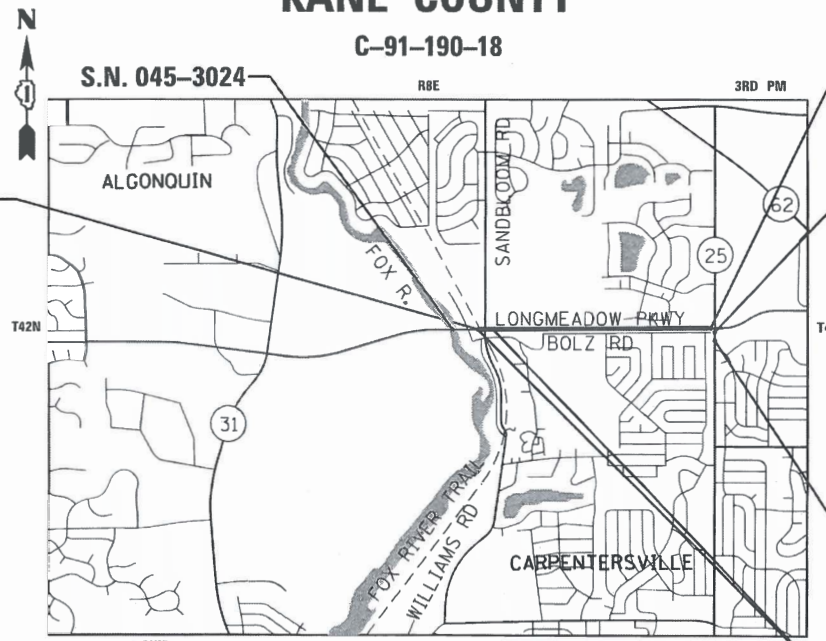 KANE COUNTY
C-91-190-18
N
S.N. 045-3024
R8E
3RD PM
ALGONQUIN
SANDBLOOM RD
62
FOX R.
25
T42N
LONGMEADOW PKWY
BOLZ RD
31
FOX RIVER TRAIL
WILLIAMS RD
CARPENTERSVILLE